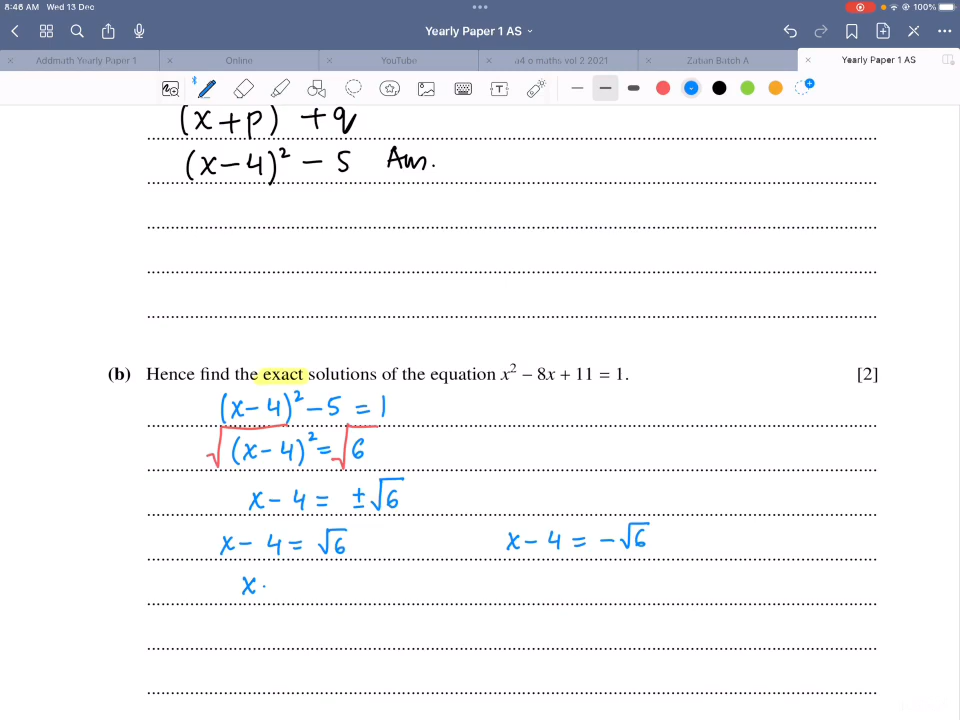 8:46 AM Wed 13 Dec
100%
Yearly Paper 1 AS
Addmath Yearly Paper 1
Online
YouTube
a4 o maths vol 2 2021
Zaban Batch A
Yearly Paper 1 AS
(x+p) + q
(x-4)² - 5 Ans.
(b) Hence find the exact solutions of the equation x² – 8x + 11 = 1. [2]
(x-4)² - 5 = 1
√(x-4)² = √6
x - 4 = ±√6
x - 4 = √6 x - 4 = -√6
x